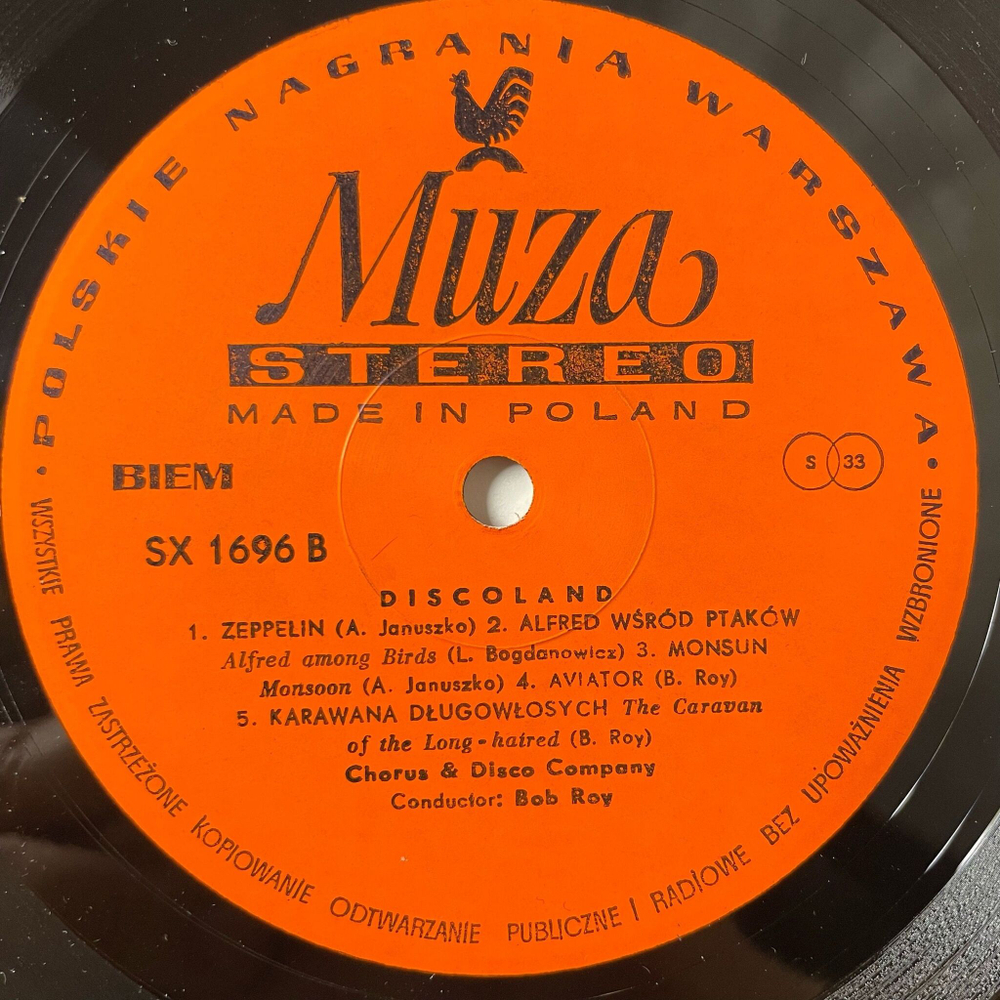 • POLSKIE NAGRANIA WARSZAWA •
Muza
STEREO
MADE IN POLAND
BIEM
S 33
SX 1696 B
DISCOLAND
1. ZEPPELIN (A. Januszko) 2. ALFRED WŚRÓD PTAKÓW
Alfred among Birds (L. Bogdanowicz) 3. MONSUN
Monsoon (A. Januszko) 4. AVIATOR (B. Roy)
5. KARAWANA DŁUGOWŁOSYCH The Caravan
of the Long-haired (B. Roy)
Chorus & Disco Company
Conductor: Bob Roy
WSZYSTKIE PRAWA ZASTRZEŻONE KOPIOWANIE ODTWARZANIE PUBLICZNE I RADIOWE BEZ UPOWAŻNIENIA WZBRONIONE